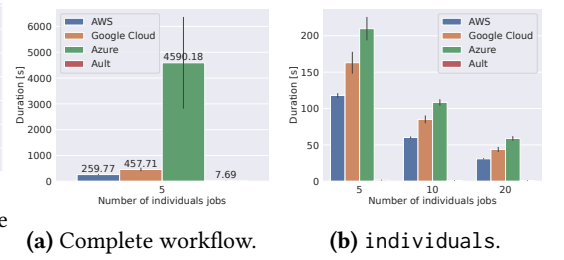 AWS
Google Cloud
Azure
Ault
Duration [s]
6000
5000
4000
3000
2000
1000
0
259.77
457.71
4590.18
7.69
5
Number of individuals jobs
e
(a) Complete workflow.
AWS
Google Cloud
Azure
Ault
Duration [s]
200
150
100
50
0
5 10 20
Number of individuals jobs
(b) individuals.